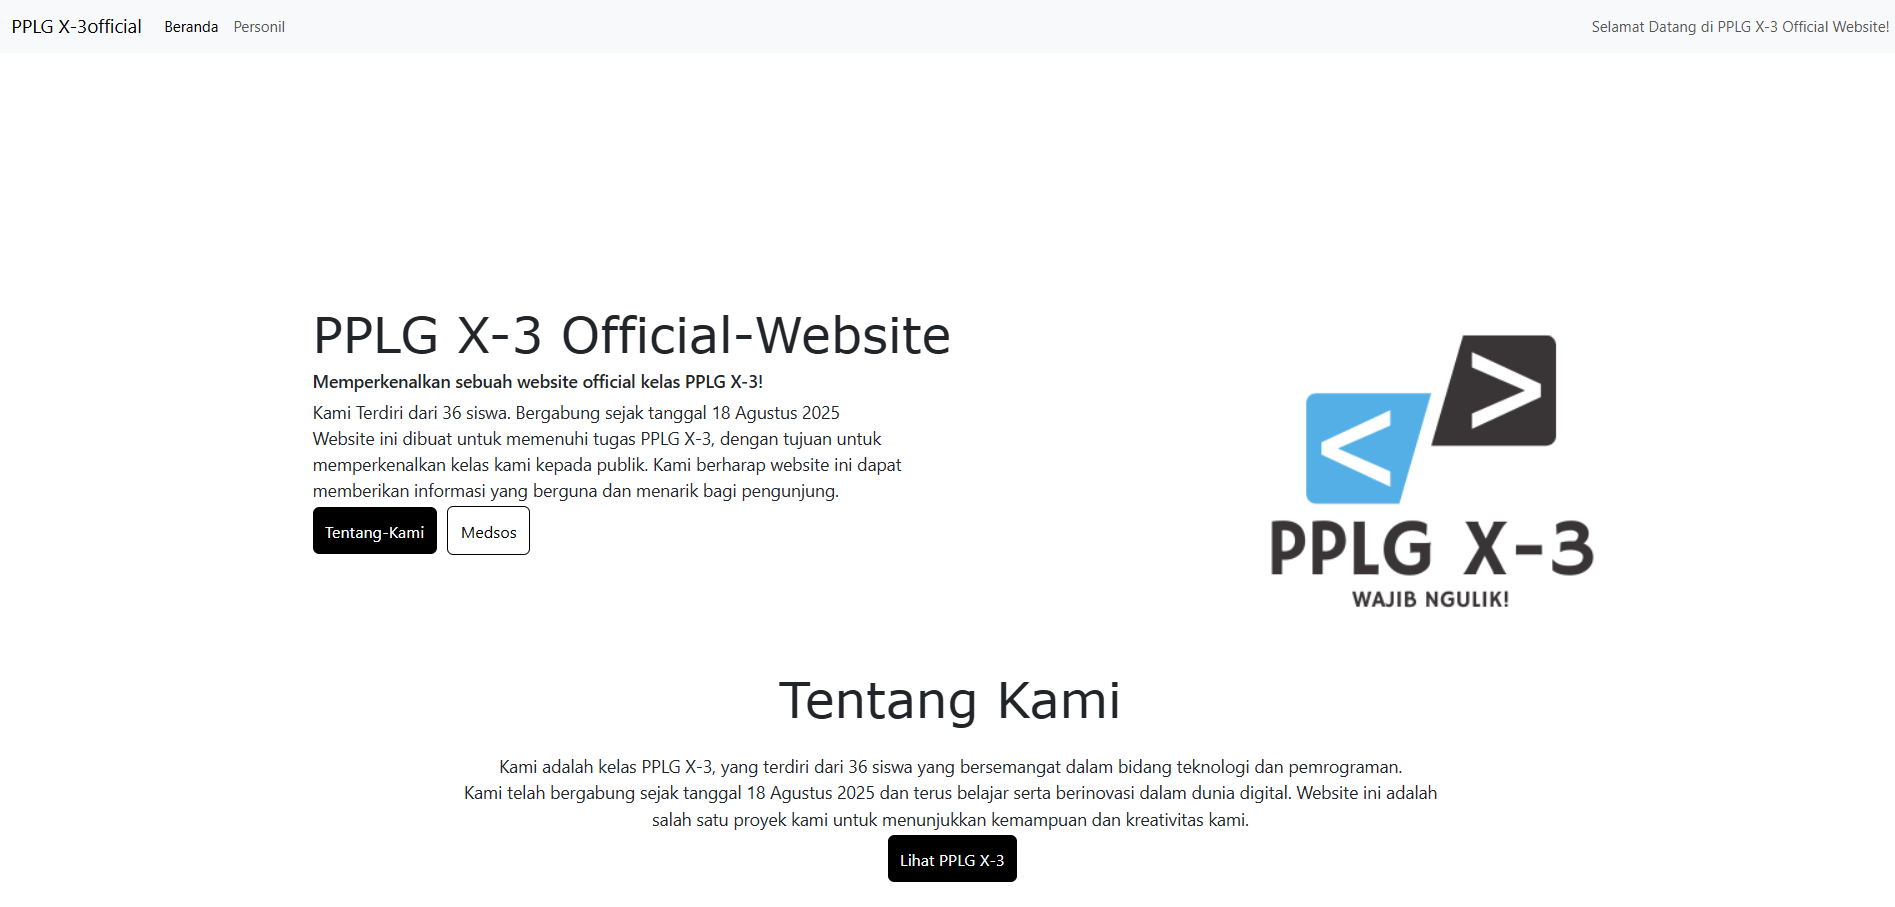 PPLG X-3official Beranda Personil Selamat Datang di PPLG X-3 Official Website!
PPLG X-3 Official-Website
Memperkenalkan sebuah website official kelas PPLG X-3!
Kami Terdiri dari 36 siswa. Bergabung sejak tanggal 18 Agustus 2025
Website ini dibuat untuk memenuhi tugas PPLG X-3, dengan tujuan untuk
memperkenalkan kelas kami kepada publik. Kami berharap website ini dapat
memberikan informasi yang berguna dan menarik bagi pengunjung.
Tentang-Kami Medsos
< >
PPLG X-3
WAJIB NGULIK!
Tentang Kami
Kami adalah kelas PPLG X-3, yang terdiri dari 36 siswa yang bersemangat dalam bidang teknologi dan pemrograman.
Kami telah bergabung sejak tanggal 18 Agustus 2025 dan terus belajar serta berinovasi dalam dunia digital. Website ini adalah
salah satu proyek kami untuk menunjukkan kemampuan dan kreativitas kami.
Lihat PPLG X-3